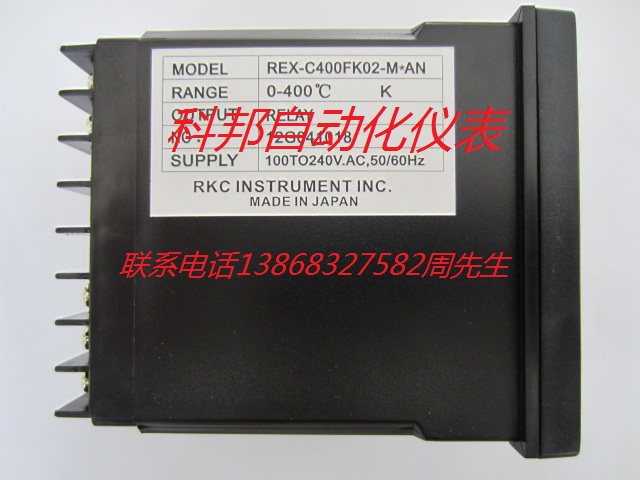 MODEL REX-C400FK02-M*AN
RANGE 0-400℃ K
OUTPUT RELAY
科邦自动化仪表
NO
SUPPLY 100TO240V.AC,50/60Hz
RKC INSTRUMENT INC.
MADE IN JAPAN
联系电话13868327582周先生